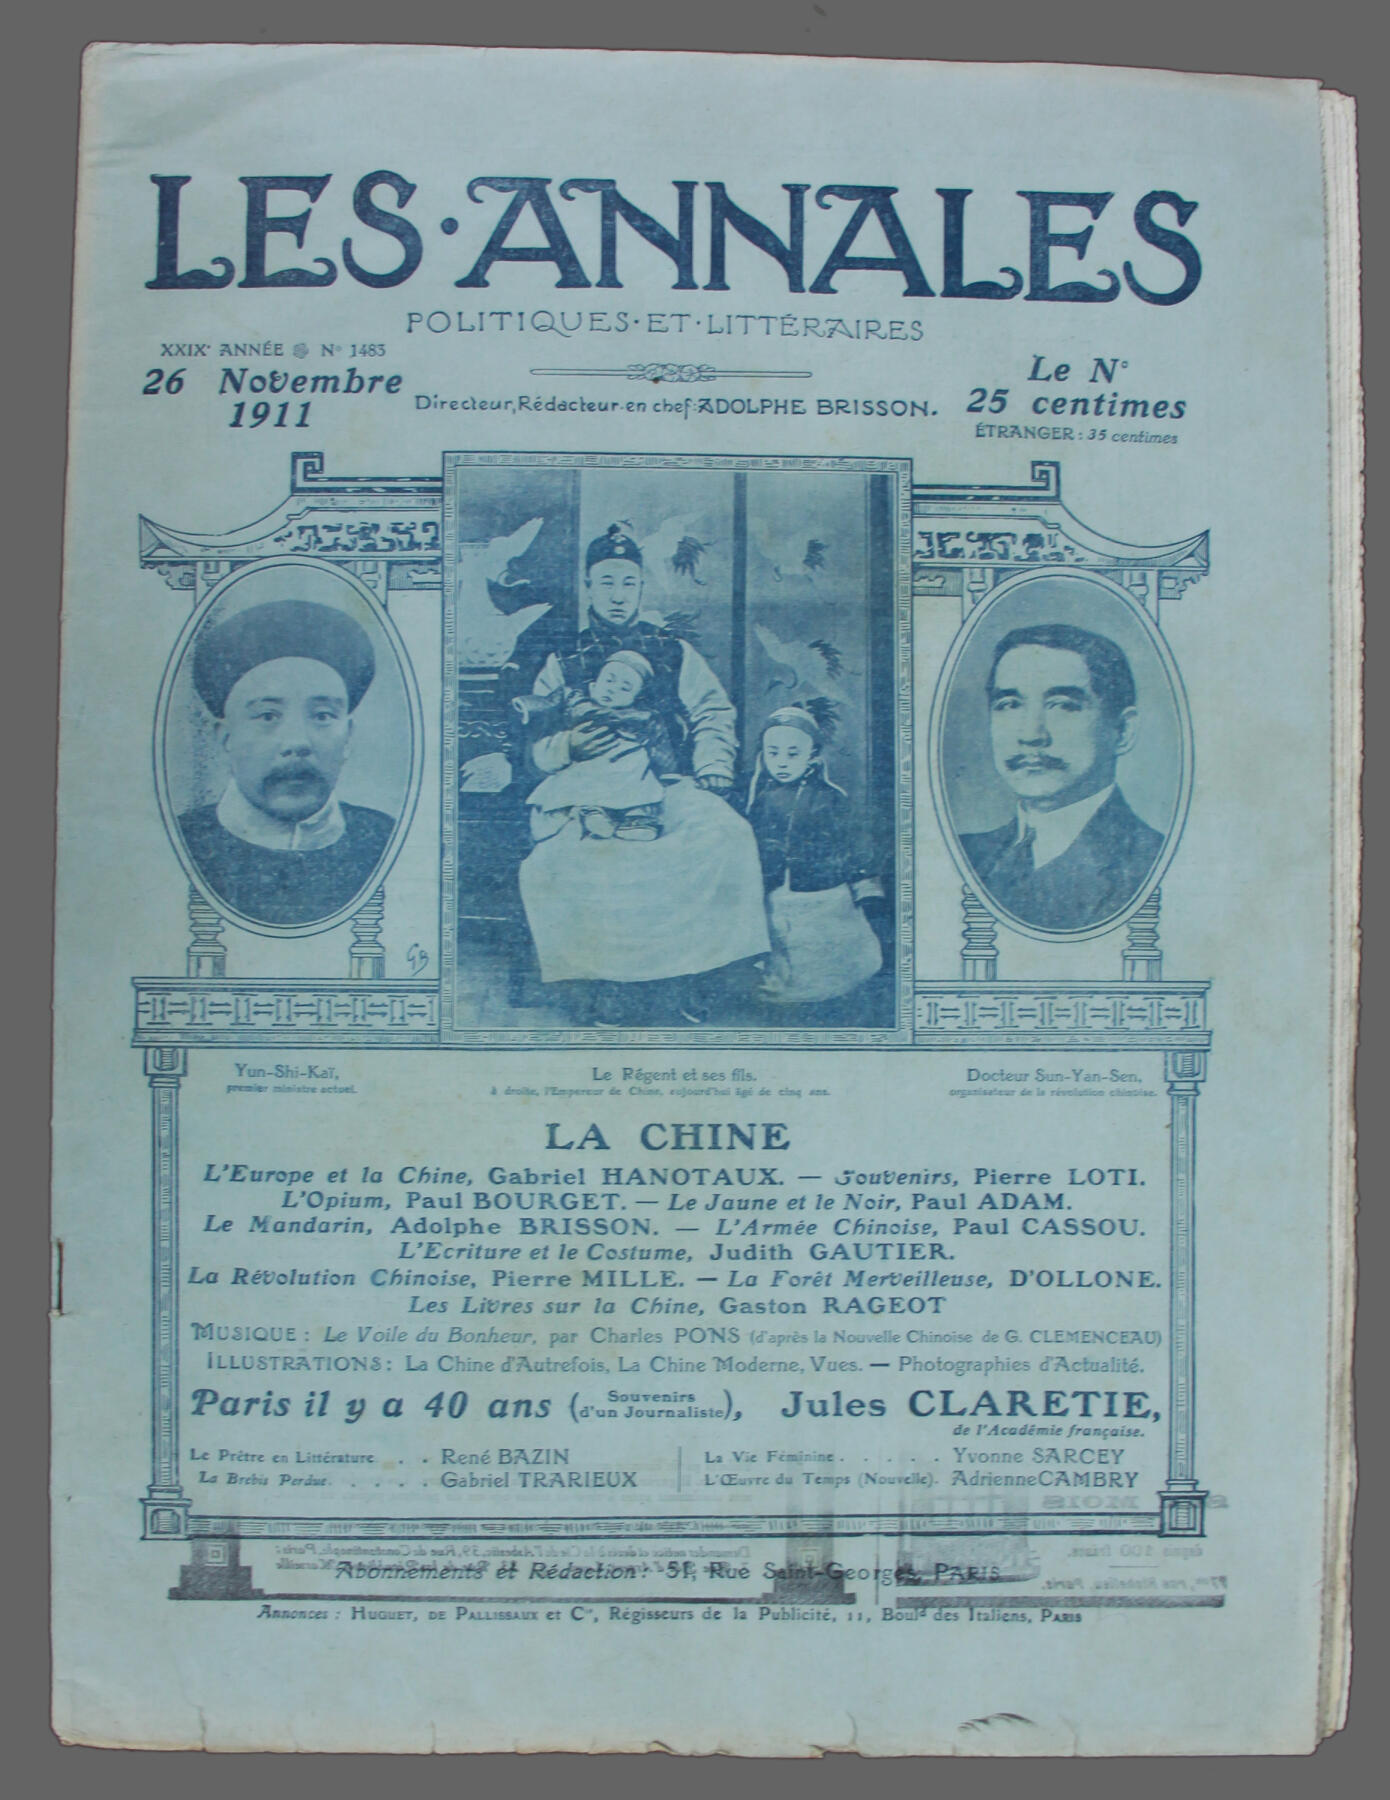 LES·ANNALES
POLITIQUES·ET·LITTÉRAIRES
XXIXᵉ ANNÉE N° 1483
26 Novembre
1911
Directeur, Rédacteur en chef: ADOLPHE BRISSON.
Le N°
25 centimes
ÉTRANGER : 35 centimes
GB
Yun-Shi-Kaï,
premier ministre actuel.
Le Régent et ses fils.
à droite, l'Empereur de Chine, aujourd'hui âgé de cinq ans.
Docteur Sun-Yan-Sen,
organisateur de la révolution chinoise.
LA CHINE
L'Europe et la Chine, Gabriel HANOTAUX. — Souvenirs, Pierre LOTI.
L'Opium, Paul BOURGET. — Le Jaune et le Noir, Paul ADAM.
Le Mandarin, Adolphe BRISSON. — L'Armée Chinoise, Paul CASSOU.
L'Ecriture et le Costume, Judith GAUTIER.
La Révolution Chinoise, Pierre MILLE. — La Forêt Merveilleuse, D'OLLONE.
Les Livres sur la Chine, Gaston RAGEOT
MUSIQUE : Le Voile du Bonheur, par Charles PONS (d'après la Nouvelle Chinoise de G. CLEMENCEAU)
ILLUSTRATIONS : La Chine d'Autrefois, La Chine Moderne, Vues. — Photographies d'Actualité.
Paris il y a 40 ans (Souvenirs d'un Journaliste), Jules CLARETIE,
de l'Académie française.
Le Prêtre en Littérature . . René BAZIN
La Brebis Perdue. . . . . Gabriel TRARIEUX
La Vie Féminine . . . . . Yvonne SARCEY
L'Œuvre du Temps (Nouvelle). Adrienne CAMBRY
Abonnements et Rédaction : 51, Rue Saint-Georges, PARIS
Annonces : HUGUET, DE PALLISSAUX et Cⁱᵉ, Régisseurs de la Publicité, 11, Boulᵈ des Italiens, PARIS